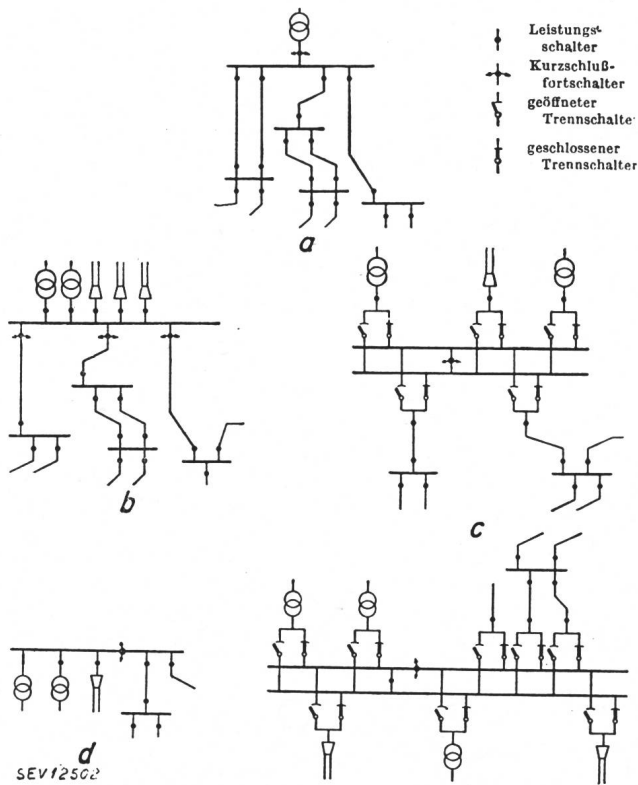 Leistungs-
schalter
Kurzschluß-
fortschalter
geöffneter
Trennschalte
geschlossener
Trennschalter
a
b
c
d
SEV12502